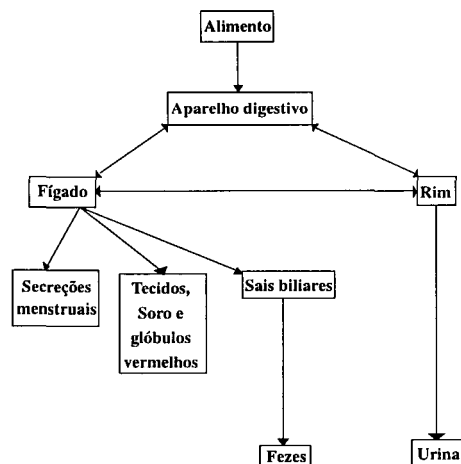 Alimento
Aparelho digestivo
Fígado
Rim
Secreções
menstruais
Tecidos,
Soro e
glóbulos
vermelhos
Sais biliares
Fezes
Urina